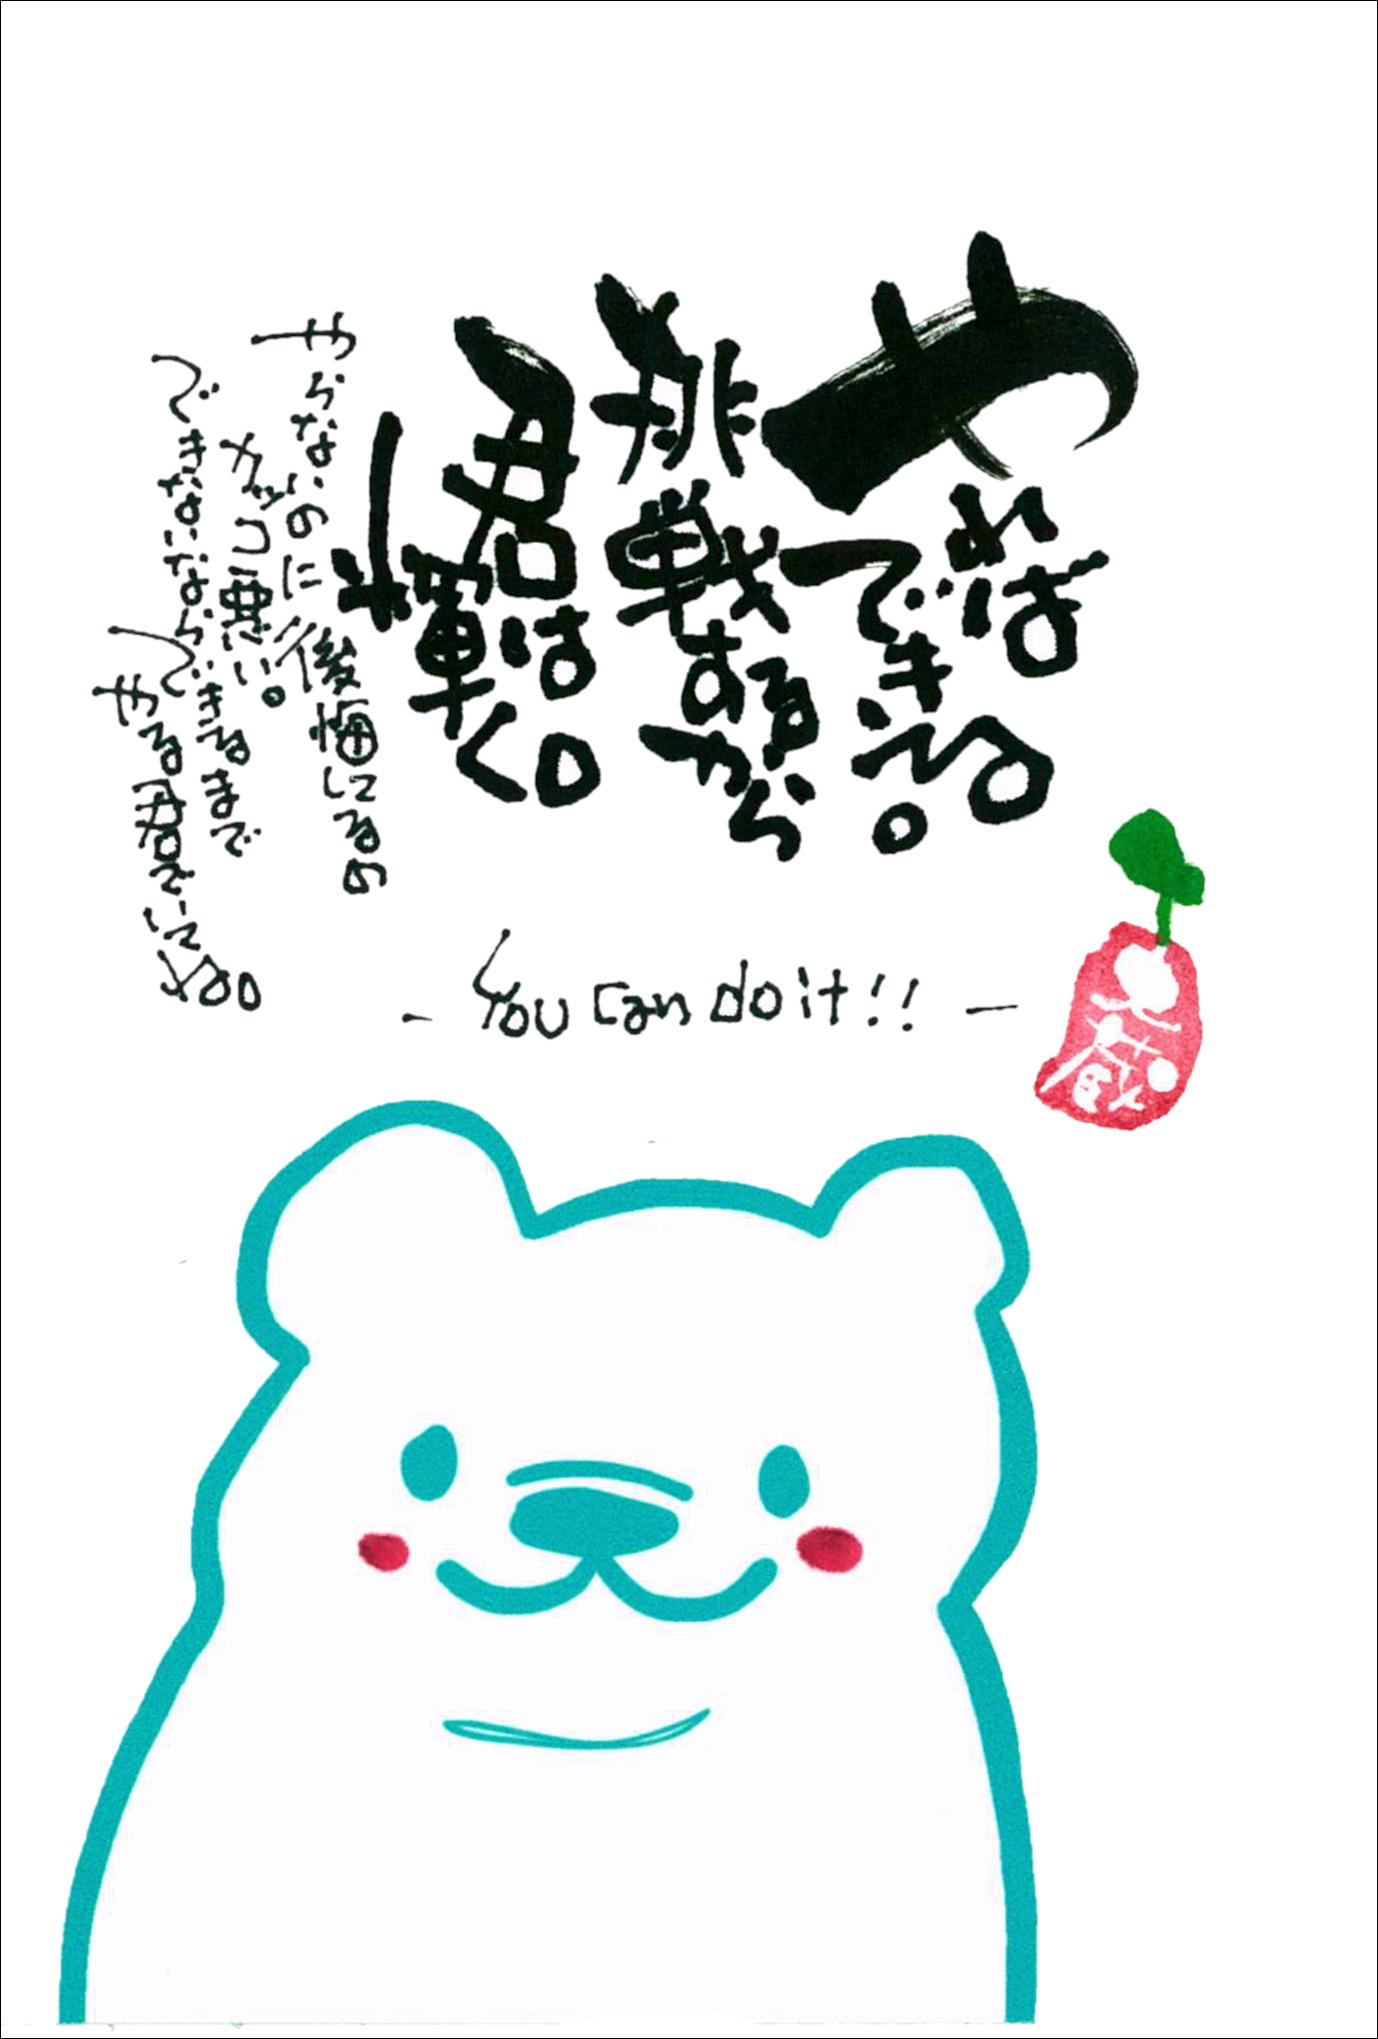 やれば
できる。
挑戦するから
君は
輝く。
やらないのに後悔してるの
カッコ悪い。
できないならできるまで
やる君でいてね。
- You can do it!! -